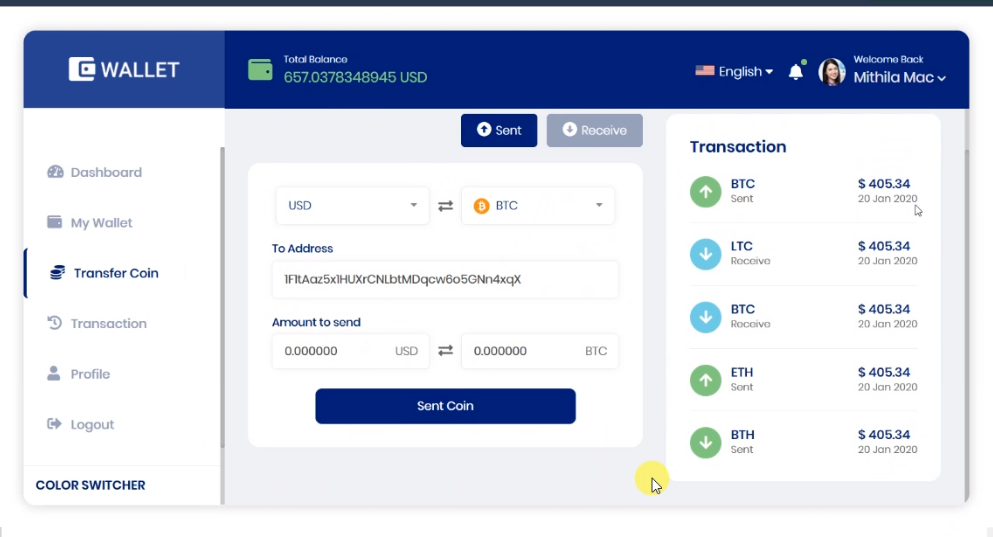 WALLET
Total Balance
657.0378348945 USD
English
Welcome Back
Mithila Mac
Dashboard
My Wallet
Transfer Coin
Transaction
Profile
Logout
COLOR SWITCHER
Sent
Receive
USD
BTC
To Address
1F1tAaz5x1HUXrCNLbtMDqcw6o5GNn4xqX
Amount to send
0.000000 USD
0.000000 BTC
Sent Coin
Transaction
BTC $ 405.34
Sent 20 Jan 2020
LTC $ 405.34
Receive 20 Jan 2020
BTC $ 405.34
Receive 20 Jan 2020
ETH $ 405.34
Sent 20 Jan 2020
BTH $ 405.34
Sent 20 Jan 2020